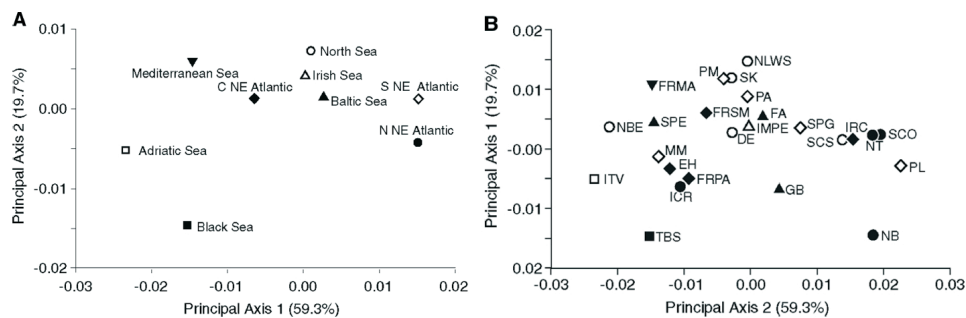 A
0.01
0.00
-0.01
-0.02
Principal Axis 2 (19.7%)
North Sea
Mediterranean Sea
Irish Sea
C NE Atlantic
S NE Atlantic
Baltic Sea
N NE Atlantic
Adriatic Sea
Black Sea
-0.03
-0.02
-0.01
0.00
0.01
0.02
Principal Axis 1 (59.3%)
B
0.02
0.01
-0.00
-0.01
0.02
Principal Axis 1 (19.7%)
NLWS
PM
SK
FRMA
PA
FRSM
FA
NBE
SPE
IMPE
SPG
IRC
DE
SCS
NT
SCO
MM
EH
PL
ITV
FRPA
ICR
GB
TBS
NB
-0.03
-0.02
-0.01
0.00
0.01
0.02
0.03
Principal Axis 2 (59.3%)